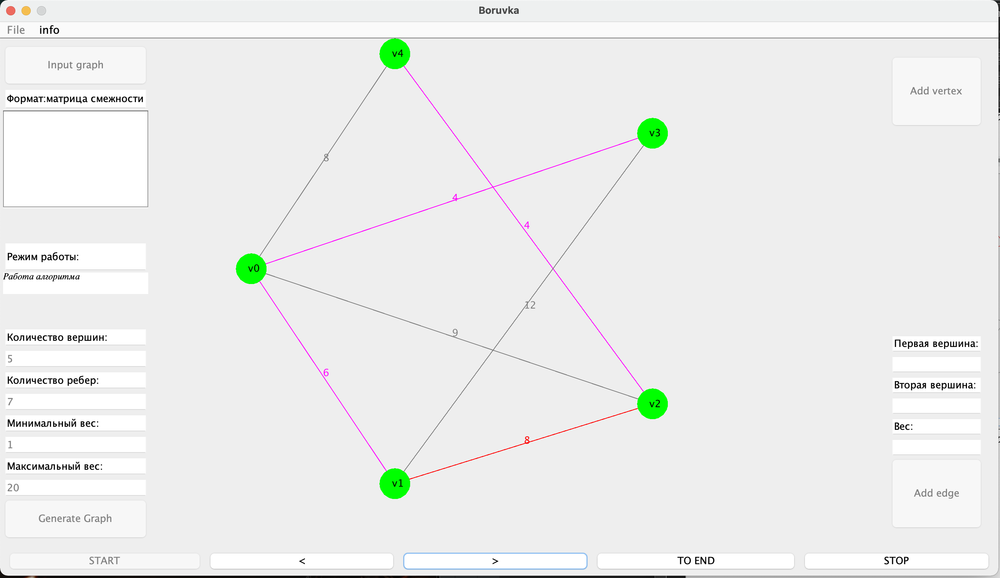 Boruvka
File info
Input graph
Формат:матрица смежности
Режим работы:
Работа алгоритма
Количество вершин:
5
Количество ребер:
7
Минимальный вес:
1
Максимальный вес:
20
Generate Graph
v4
v3
8
4
4
v0
12
9
6
v2
8
v1
Add vertex
Первая вершина:
Вторая вершина:
Вес:
Add edge
START < > TO END STOP